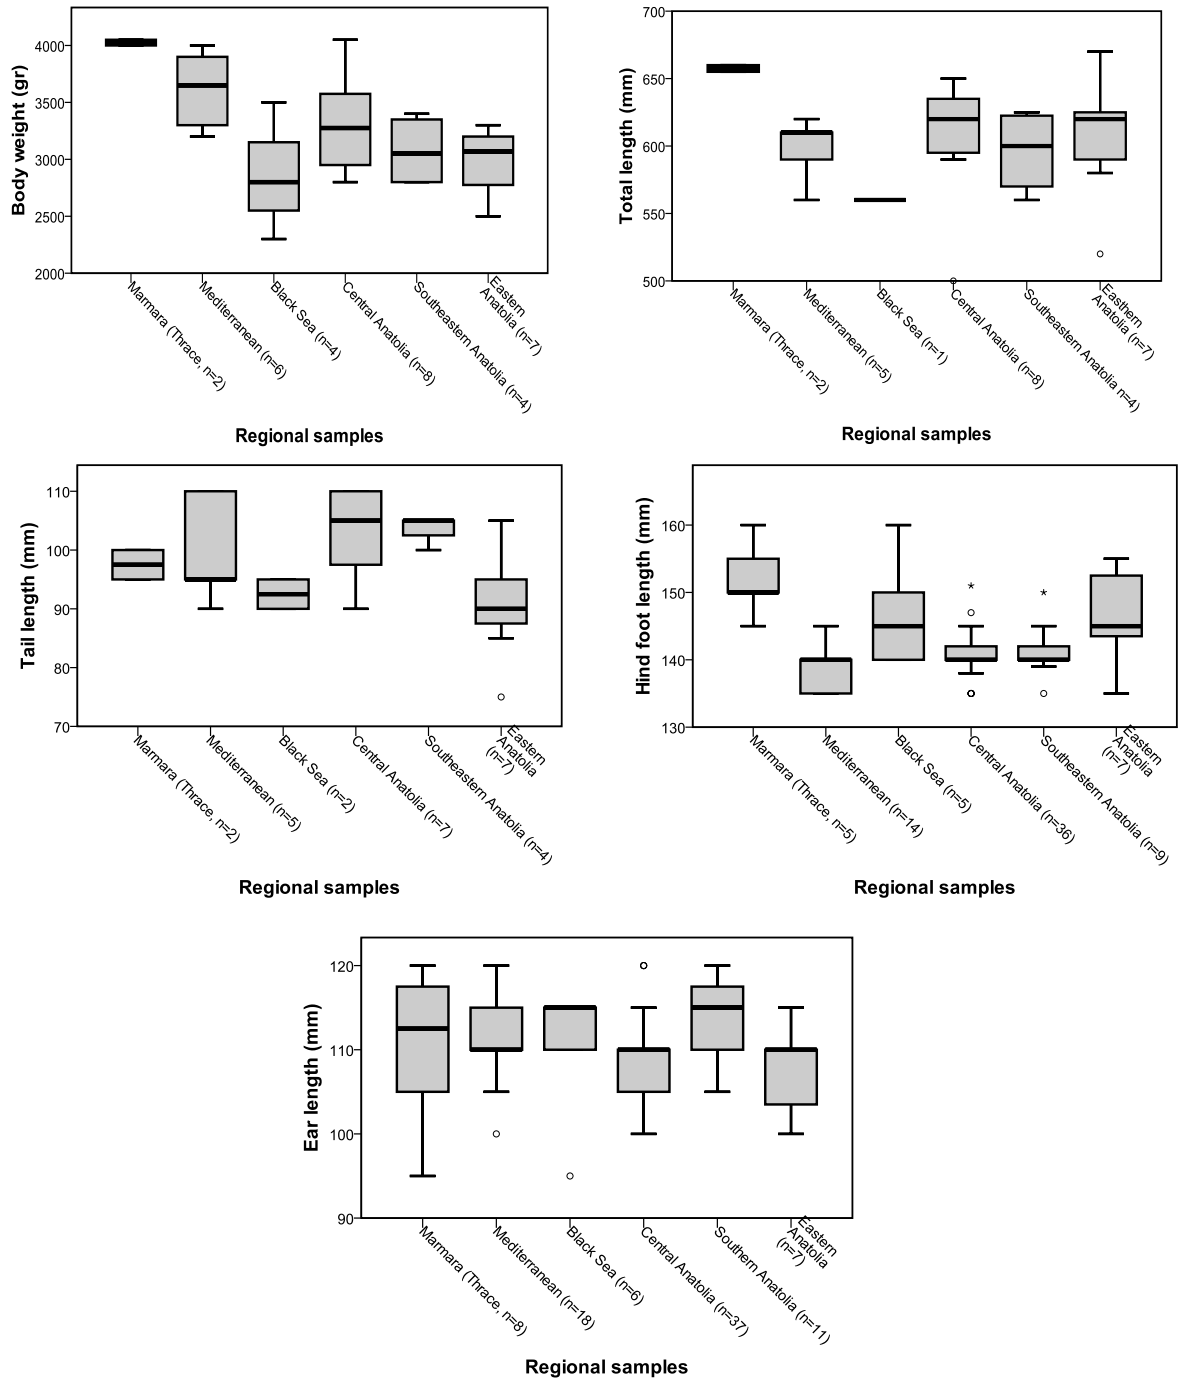 Body weight (gr)
4000
3500
3000
2500
2000
Marmara (Thrace, n=2)
Mediterranean (n=6)
Black Sea (n=4)
Central Anatolia (n=8)
Southeastern Anatolia (n=4)
Eastern
Anatolia (n=7)
Regional samples
Total length (mm)
700
650
600
550
500
Marmara (Thrace, n=2)
Mediterranean (n=5)
Black Sea (n=1)
Central Anatolia (n=8)
Southeastern Anatolia n=4)
Easthern
Anatolia (n=7)
Regional samples
Tail length (mm)
110
100
90
80
70
Marmara (Thrace, n=2)
Mediterranean (n=5)
Black Sea (n=2)
Central Anatolia (n=7)
Southeastern Anatolia (n=4)
Eastern
Anatolia
(n=7)
Regional samples
Hind foot length (mm)
160
150
140
130
Marmara (Thrace, n=5)
Mediterranean (n=14)
Black Sea (n=5)
Central Anatolia (n=36)
Southeastern Anatolia (n=9)
Eastern
Anatolia
(n=7)
Regional samples
Ear length (mm)
120
110
100
90
Marmara (Thrace, n=8)
Mediterranean (n=18)
Black Sea (n=6)
Central Anatolia (n=37)
Southern Anatolia (n=11)
Eastern
Anatolia
(n=7)
Regional samples